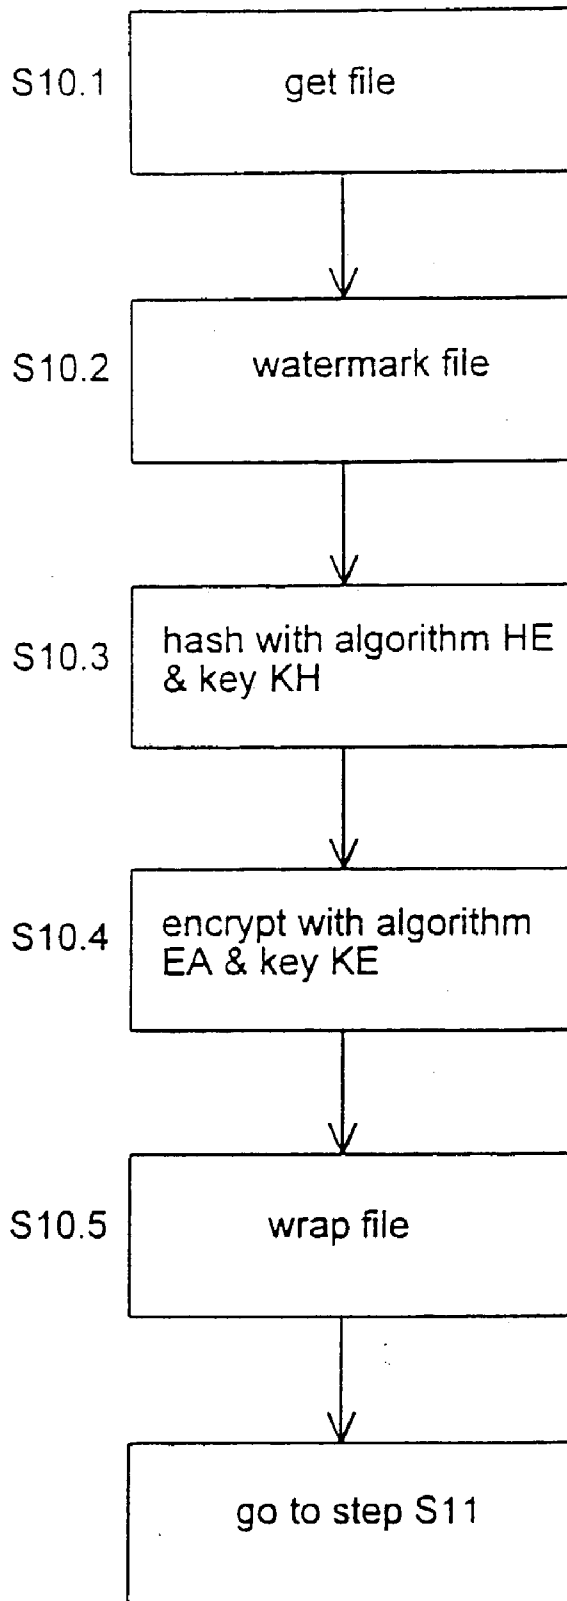 S10.1 get file
S10.2 watermark file
S10.3 hash with algorithm HE
& key KH
S10.4 encrypt with algorithm
EA & key KE
S10.5 wrap file
go to step S11